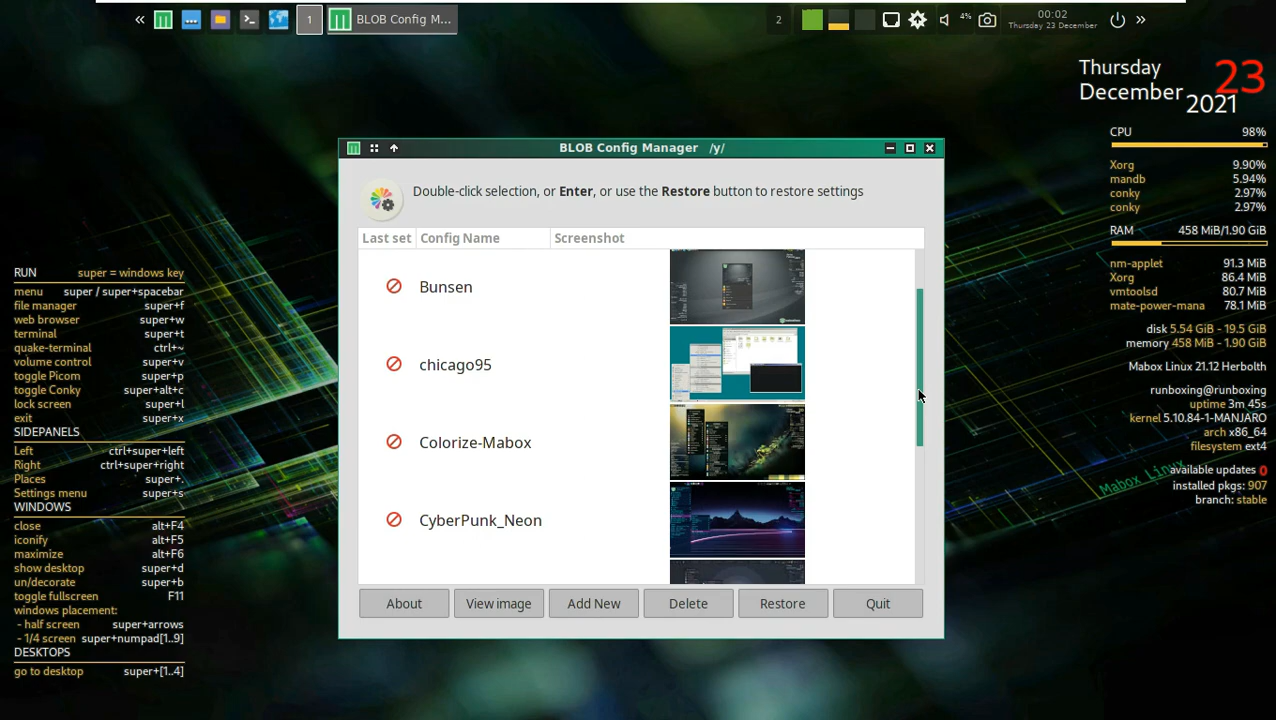 «
1
BLOB Config M...
2
4%
00:02
Thursday 23 December
»
Thursday
December
23
2021
CPU 98%
Xorg 9.90%
mandb 5.94%
conky 2.97%
conky 2.97%
RAM 458 MiB/1.90 GiB
nm-applet 91.3 MiB
Xorg 86.4 MiB
vmtoolsd 80.7 MiB
mate-power-mana 78.1 MiB
disk 5.54 GiB - 19.5 GiB
memory 458 MiB - 1.90 GiB
Mabox Linux 21.12 Herbolth
runboxing@runboxing
uptime 3m 45s
kernel 5.10.84-1-MANJARO
arch x86_64
filesystem ext4
available updates 0
installed pkgs: 907
branch: stable
Mabox Linux
RUN super = windows key
menu super / super+spacebar
file manager super+f
web browser super+w
terminal super+t
quake-terminal ctrl+~
volume control super+v
toggle Picom super+p
toggle Conky super+alt+c
lock screen super+l
exit super+x
SIDEPANELS
Left ctrl+super+left
Right ctrl+super+right
Places super+.
Settings menu super+s
WINDOWS
close alt+F4
iconify alt+F5
maximize alt+F6
show desktop super+d
un/decorate super+b
toggle fullscreen F11
windows placement:
- half screen super+arrows
- 1/4 screen super+numpad[1..9]
DESKTOPS
go to desktop super+[1..4]
BLOB Config Manager /y/
Double-click selection, or Enter, or use the Restore button to restore settings
Last set Config Name Screenshot
Bunsen
chicago95
Colorize-Mabox
CyberPunk_Neon
About View image Add New Delete Restore Quit